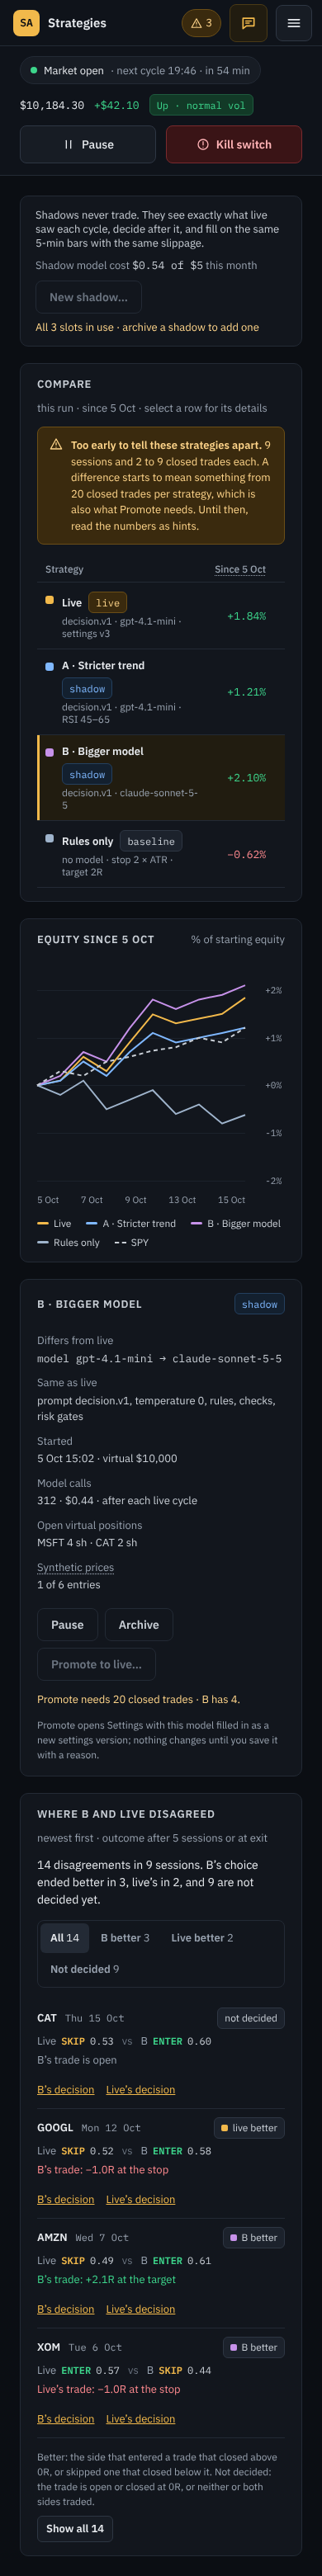 SA Strategies 3
Market open · next cycle 19:46 · in 54 min
$10,184.30 +$42.10 Up · normal vol
Pause Kill switch
Shadows never trade. They see exactly what live
saw each cycle, decide after it, and fill on the same
5-min bars with the same slippage.
Shadow model cost $0.54 of $5 this month
New shadow…
All 3 slots in use · archive a shadow to add one
COMPARE
this run · since 5 Oct · select a row for its details
Too early to tell these strategies apart. 9
sessions and 2 to 9 closed trades each. A
difference starts to mean something from
20 closed trades per strategy, which is
also what Promote needs. Until then,
read the numbers as hints.
Strategy Since 5 Oct
Live live
decision.v1 · gpt-4.1-mini ·
settings v3
+1.84%
A · Stricter trend
shadow
decision.v1 · gpt-4.1-mini ·
RSI 45–65
+1.21%
B · Bigger model
shadow
decision.v1 · claude-sonnet-5-
5
+2.10%
Rules only baseline
no model · stop 2 × ATR ·
target 2R
−0.62%
EQUITY SINCE 5 OCT % of starting equity
+2%
+1%
+0%
-1%
-2%
5 Oct 7 Oct 9 Oct 13 Oct 15 Oct
Live A · Stricter trend B · Bigger model
Rules only SPY
B · BIGGER MODEL shadow
Differs from live
model gpt-4.1-mini → claude-sonnet-5-5
Same as live
prompt decision.v1, temperature 0, rules, checks,
risk gates
Started
5 Oct 15:02 · virtual $10,000
Model calls
312 · $0.44 · after each live cycle
Open virtual positions
MSFT 4 sh · CAT 2 sh
Synthetic prices
1 of 6 entries
Pause Archive
Promote to live…
Promote needs 20 closed trades · B has 4.
Promote opens Settings with this model filled in as a
new settings version; nothing changes until you save it
with a reason.
WHERE B AND LIVE DISAGREED
newest first · outcome after 5 sessions or at exit
14 disagreements in 9 sessions. B's choice
ended better in 3, live's in 2, and 9 are not
decided yet.
All 14 B better 3 Live better 2
Not decided 9
CAT Thu 15 Oct not decided
Live SKIP 0.53 vs B ENTER 0.60
B's trade is open
B's decision Live's decision
GOOGL Mon 12 Oct live better
Live SKIP 0.52 vs B ENTER 0.58
B's trade: −1.0R at the stop
B's decision Live's decision
AMZN Wed 7 Oct B better
Live SKIP 0.49 vs B ENTER 0.61
B's trade: +2.1R at the target
B's decision Live's decision
XOM Tue 6 Oct B better
Live ENTER 0.57 vs B SKIP 0.44
Live's trade: −1.0R at the stop
B's decision Live's decision
Better: the side that entered a trade that closed above
0R, or skipped one that closed below it. Not decided:
the trade is open or closed at 0R, or neither or both
sides traded.
Show all 14